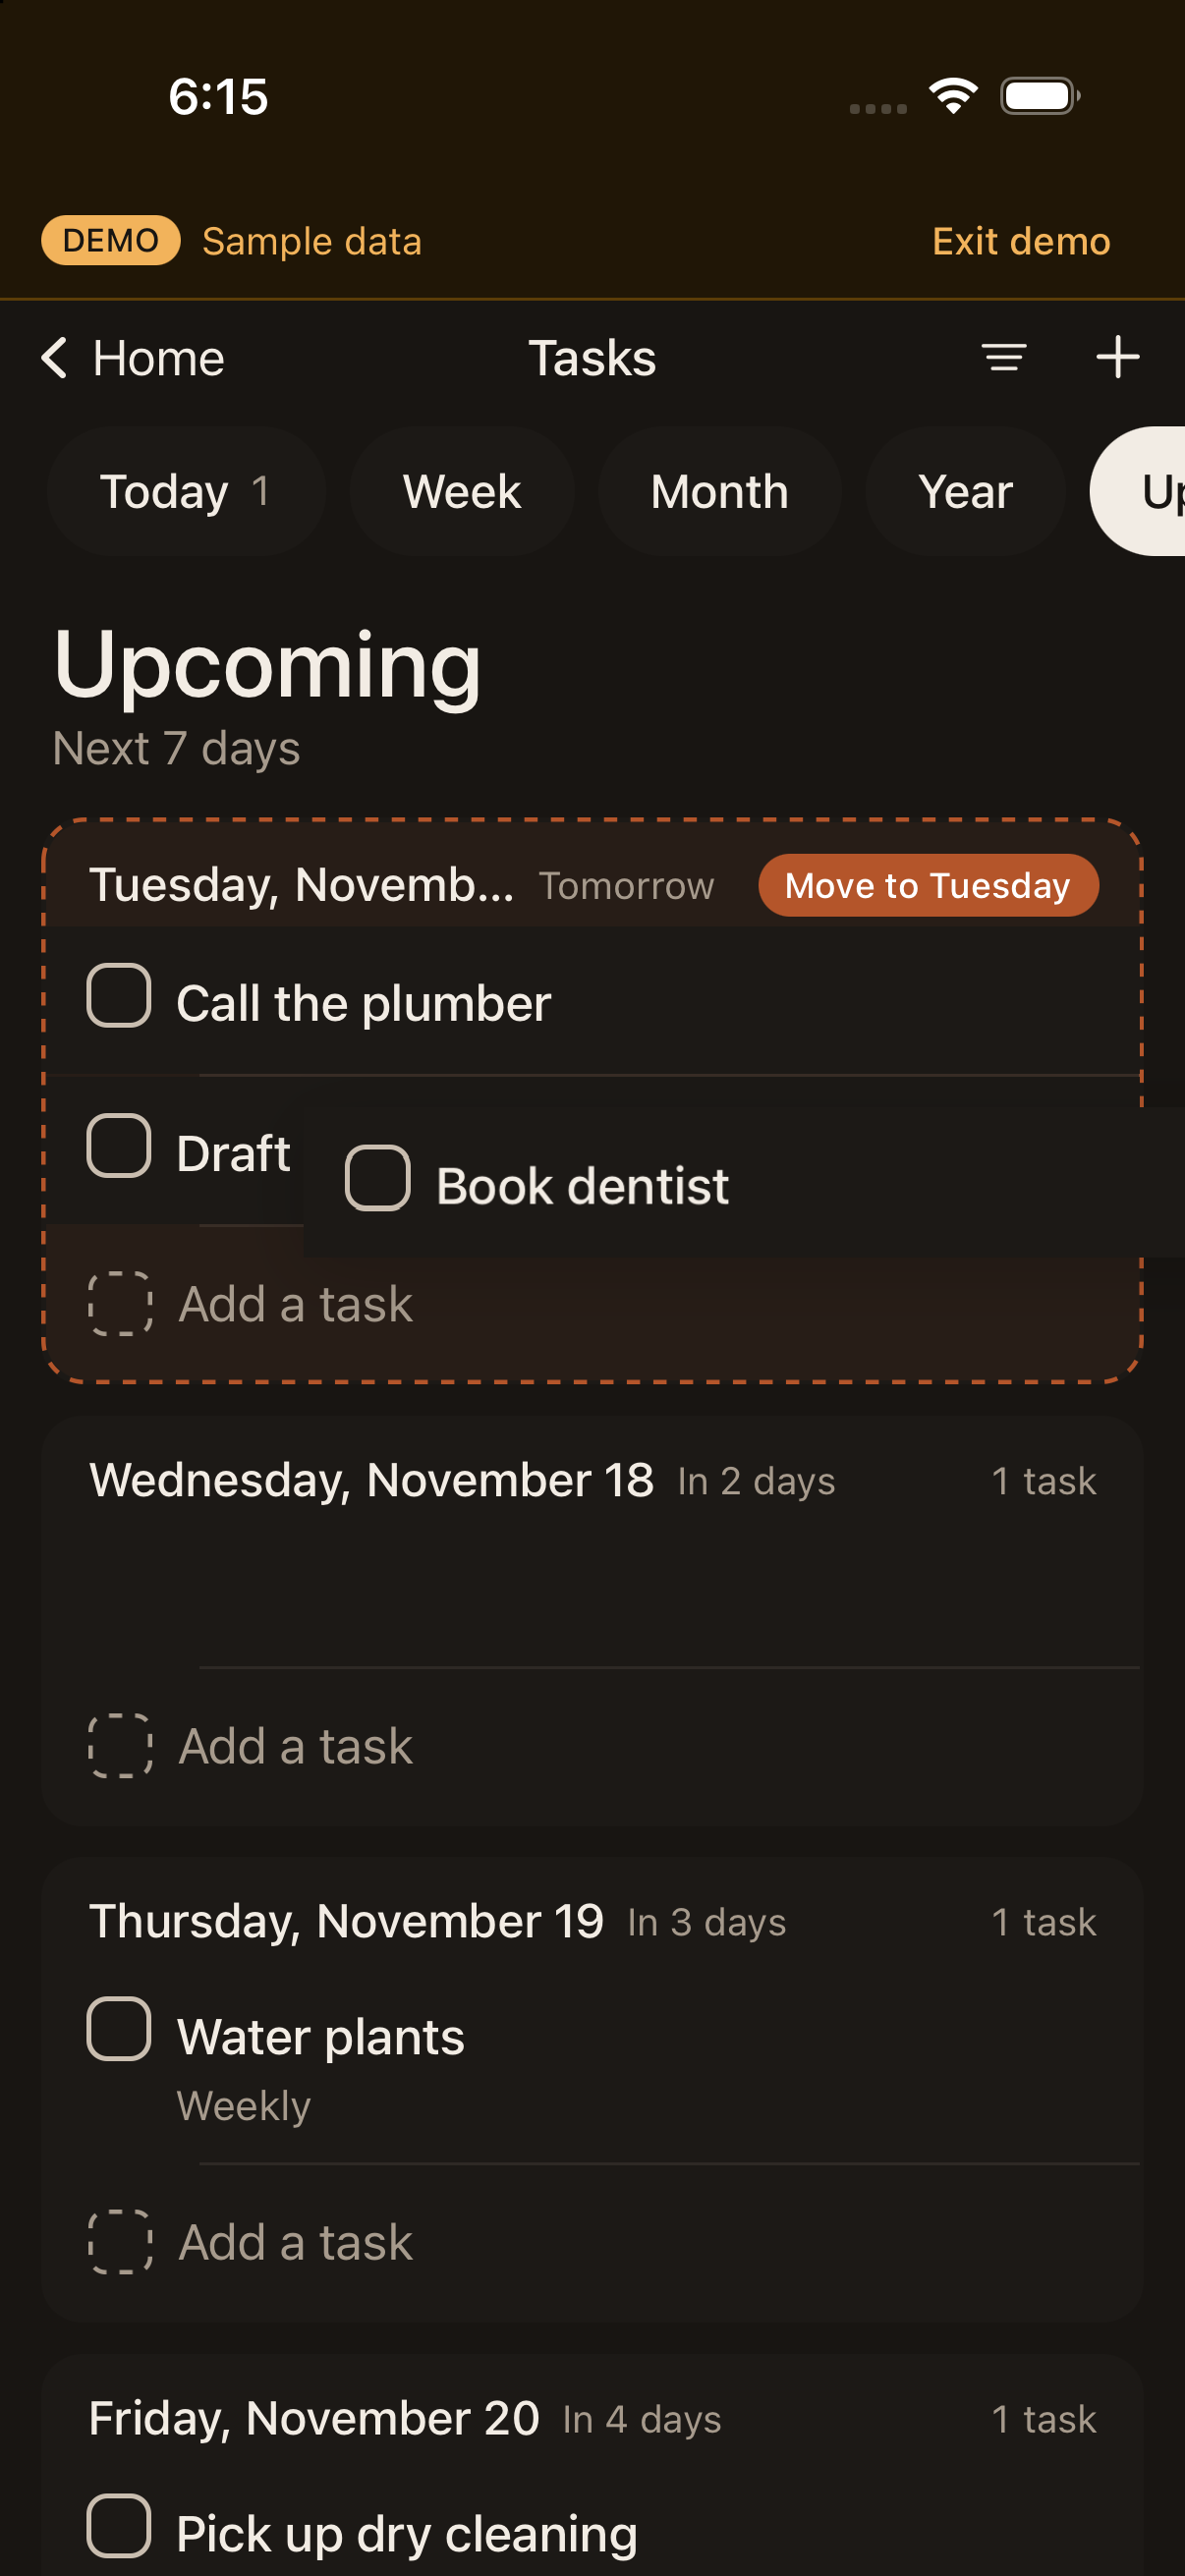 6:15
DEMO Sample data Exit demo
Home Tasks
Today 1 Week Month Year Up
Upcoming
Next 7 days
Tuesday, Novemb... Tomorrow Move to Tuesday
Call the plumber
Draft
Book dentist
Add a task
Wednesday, November 18 In 2 days 1 task
Add a task
Thursday, November 19 In 3 days 1 task
Water plants
Weekly
Add a task
Friday, November 20 In 4 days 1 task
Pick up dry cleaning